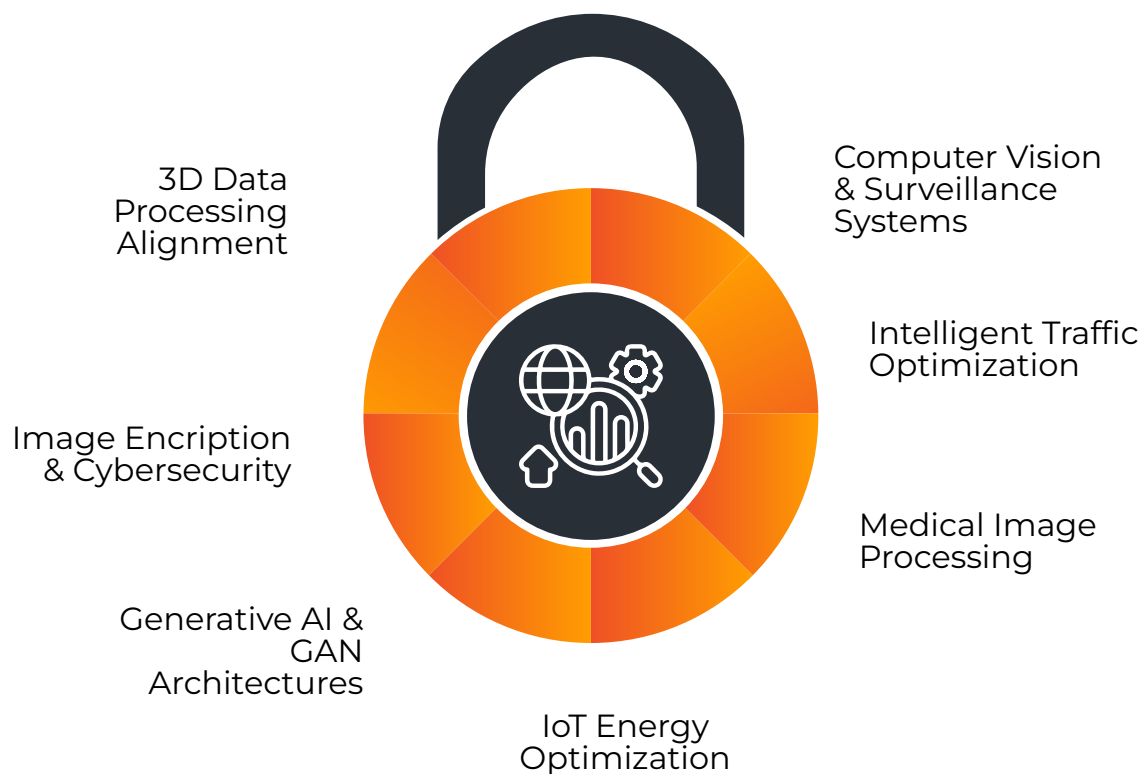 3D Data
Processing
Alignment
Computer Vision
& Surveillance
Systems
Intelligent Traffic
Optimization
Image Encription
& Cybersecurity
Medical Image
Processing
Generative AI &
GAN
Architectures
IoT Energy
Optimization